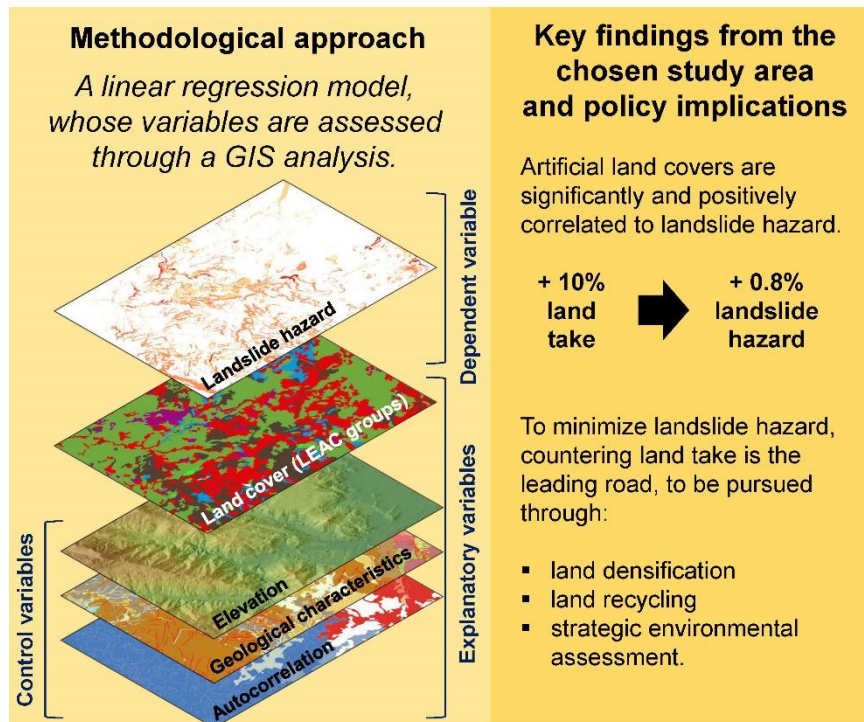 Methodological approach
A linear regression model,
whose variables are assessed
through a GIS analysis.
Landslide hazard
Dependent variable
Land cover (LEAC groups)
Elevation
Geological characteristics
Autocorrelation
Explanatory variables
Control variables
Key findings from the
chosen study area
and policy implications
Artificial land covers are
significantly and positively
correlated to landslide hazard.
+ 10%
land
take
+ 0.8%
landslide
hazard
To minimize landslide hazard,
countering land take is the
leading road, to be pursued
through:
▪ land densification
▪ land recycling
▪ strategic environmental
assessment.